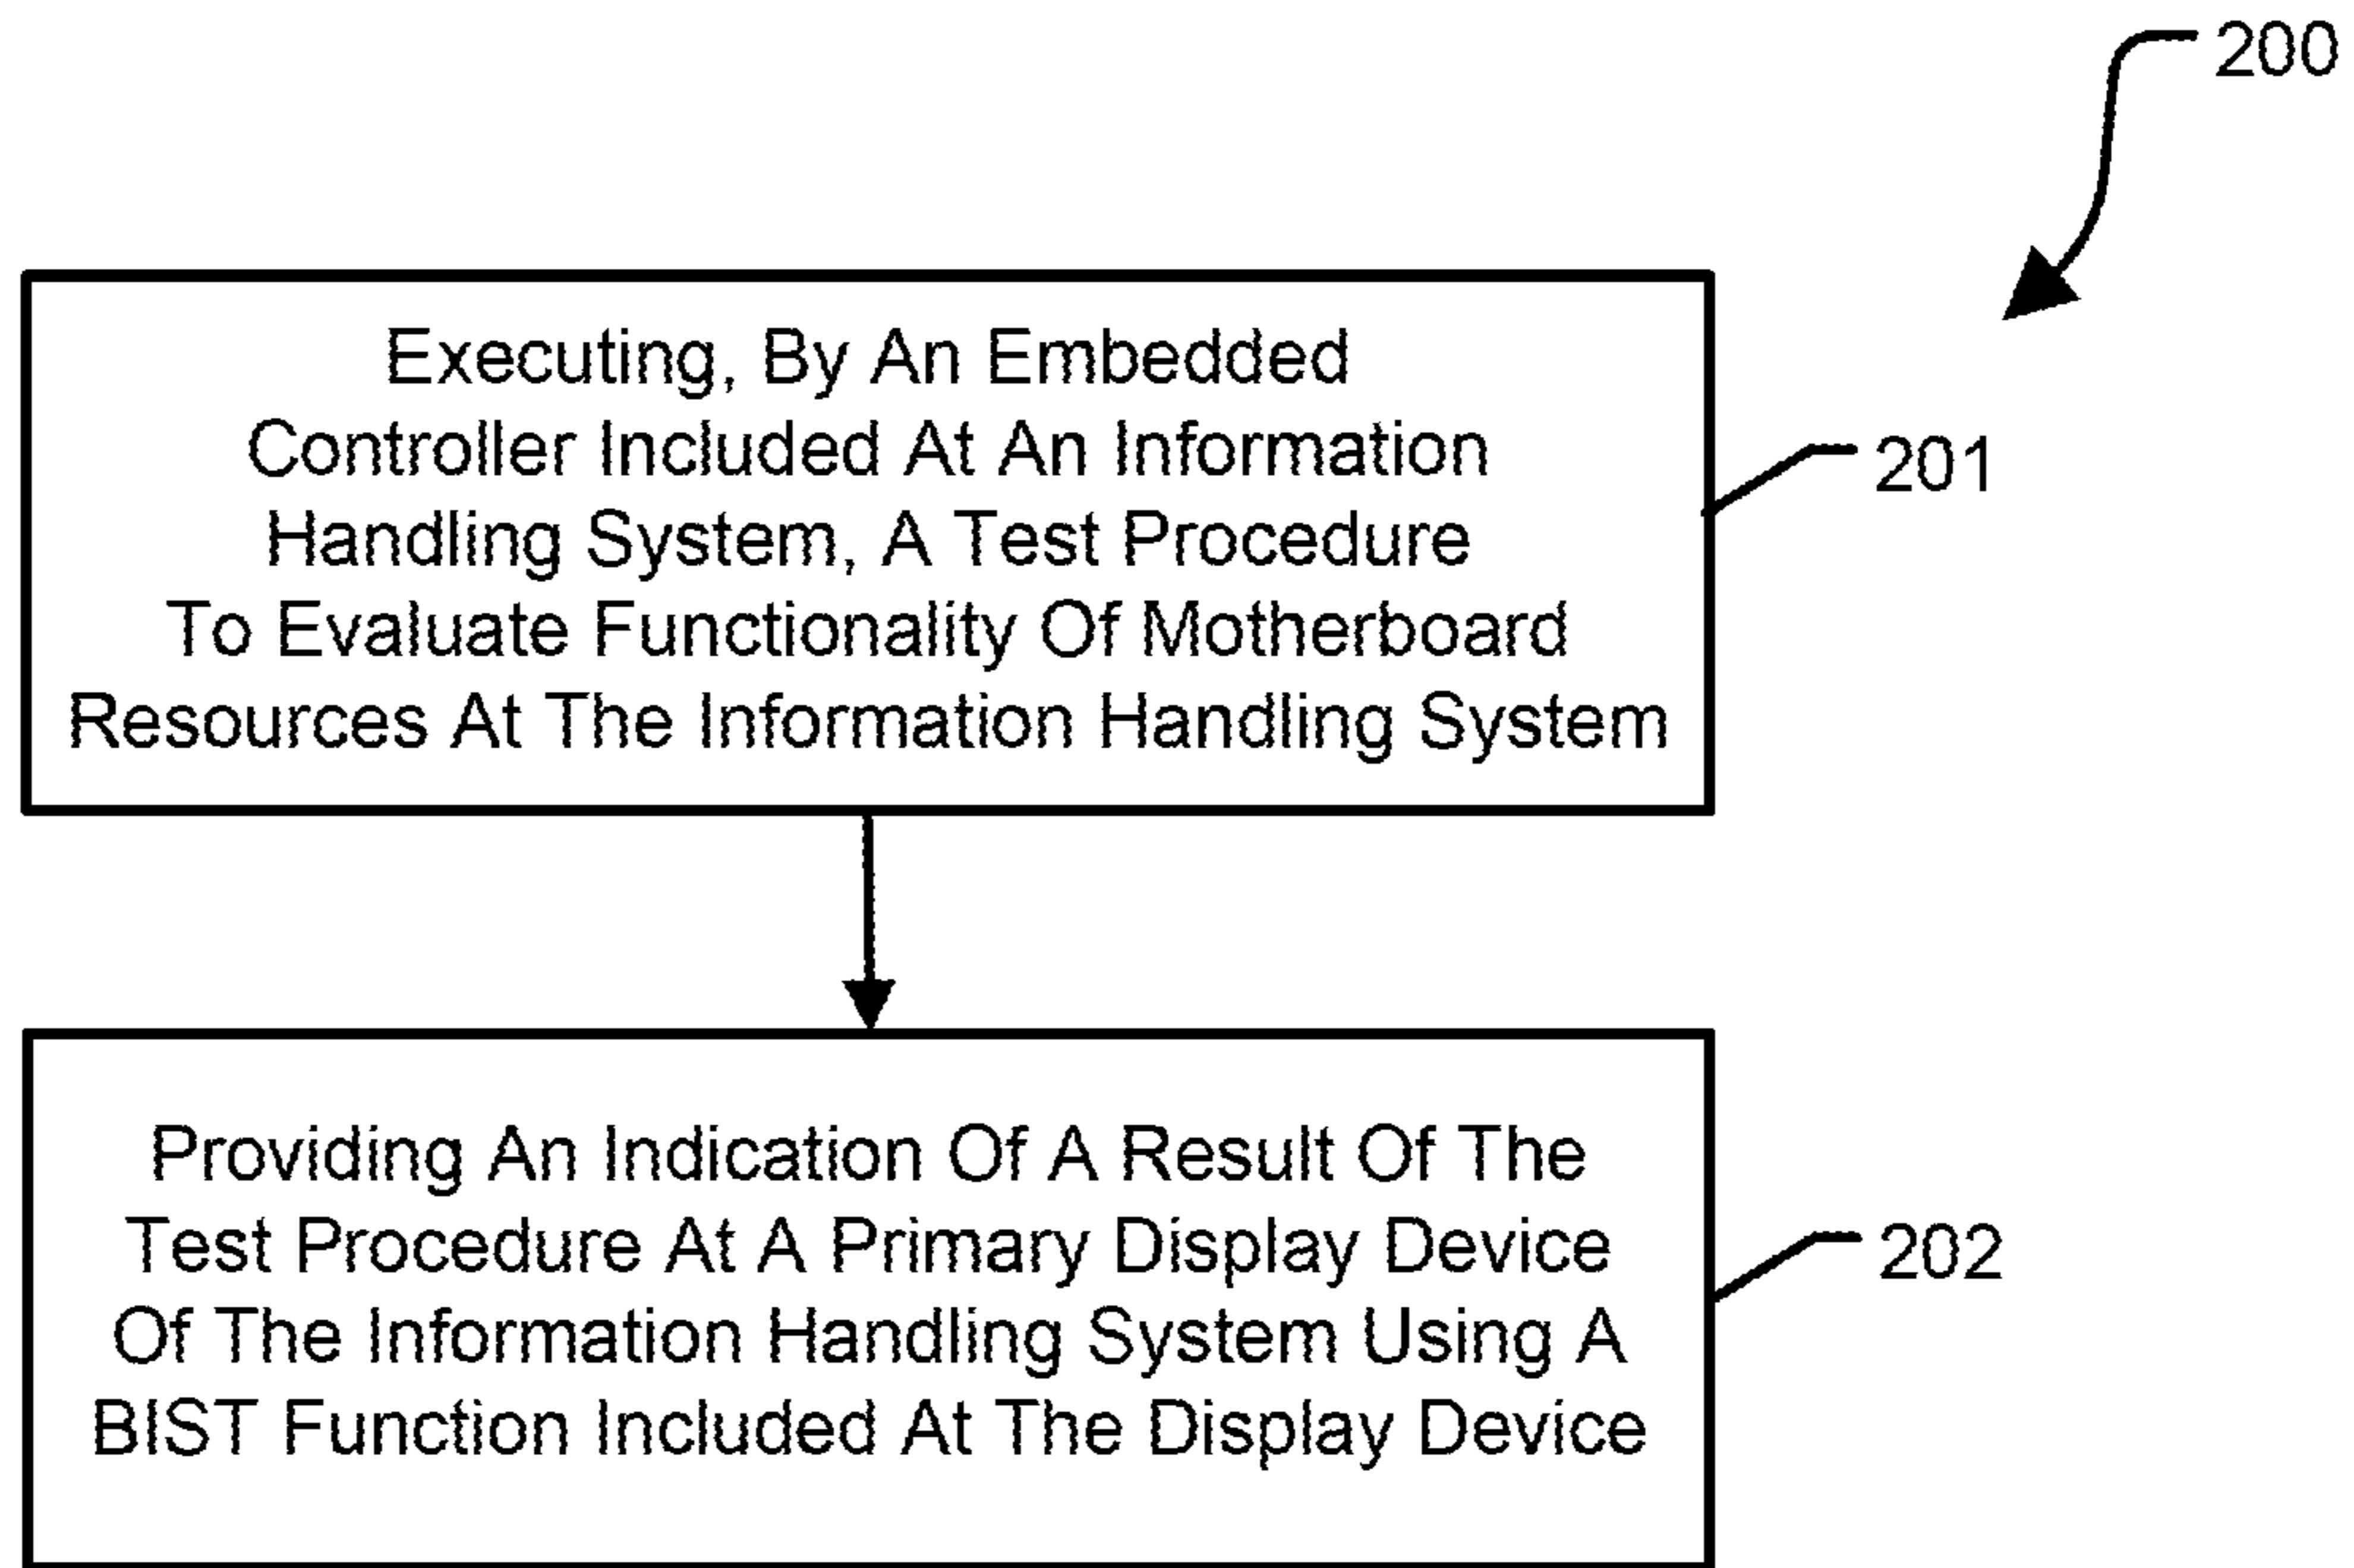 200
Executing, By An Embedded
Controller Included At An Information
Handling System, A Test Procedure
To Evaluate Functionality Of Motherboard
Resources At The Information Handling System
201
Providing An Indication Of A Result Of The
Test Procedure At A Primary Display Device
Of The Information Handling System Using A
BIST Function Included At The Display Device
202